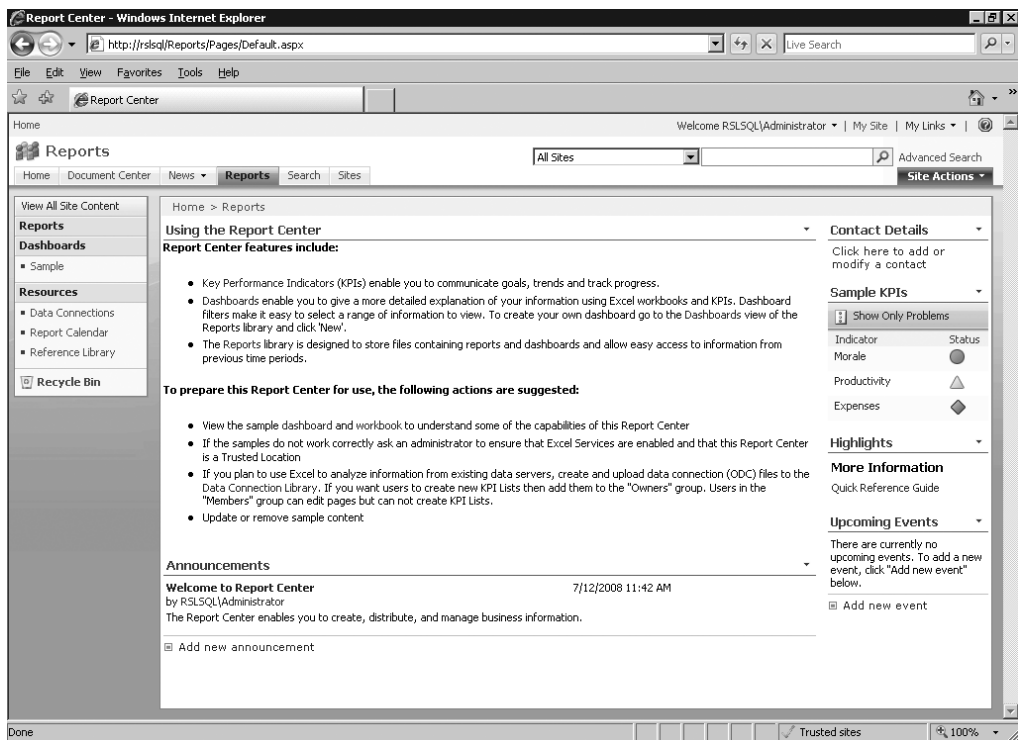 Report Center - Windows Internet Explorer
http://rslsql/Reports/Pages/Default.aspx
Live Search
File Edit View Favorites Tools Help
Report Center
Home
Welcome RSLSQL\Administrator | My Site | My Links |
Reports
All Sites
Advanced Search
Home Document Center News Reports Search Sites
Site Actions
View All Site Content
Reports
Dashboards
Sample
Resources
Data Connections
Report Calendar
Reference Library
Recycle Bin
Home > Reports
Using the Report Center
Report Center features include:
Key Performance Indicators (KPIs) enable you to communicate goals, trends and track progress.
Dashboards enable you to give a more detailed explanation of your information using Excel workbooks and KPIs. Dashboard
filters make it easy to select a range of information to view. To create your own dashboard go to the Dashboards view of the
Reports library and click 'New'.
The Reports library is designed to store files containing reports and dashboards and allow easy access to information from
previous time periods.
To prepare this Report Center for use, the following actions are suggested:
View the sample dashboard and workbook to understand some of the capabilities of this Report Center
If the samples do not work correctly ask an administrator to ensure that Excel Services are enabled and that this Report Center
is a Trusted Location
If you plan to use Excel to analyze information from existing data servers, create and upload data connection (ODC) files to the
Data Connection Library. If you want users to create new KPI Lists then add them to the "Owners" group. Users in the
"Members" group can edit pages but can not create KPI Lists.
Update or remove sample content
Announcements
Welcome to Report Center 7/12/2008 11:42 AM
by RSLSQL\Administrator
The Report Center enables you to create, distribute, and manage business information.
Add new announcement
Contact Details
Click here to add or
modify a contact
Sample KPIs
Show Only Problems
Indicator Status
Morale
Productivity
Expenses
Highlights
More Information
Quick Reference Guide
Upcoming Events
There are currently no
upcoming events. To add a new
event, click "Add new event"
below.
Add new event
Done
Trusted sites
100%